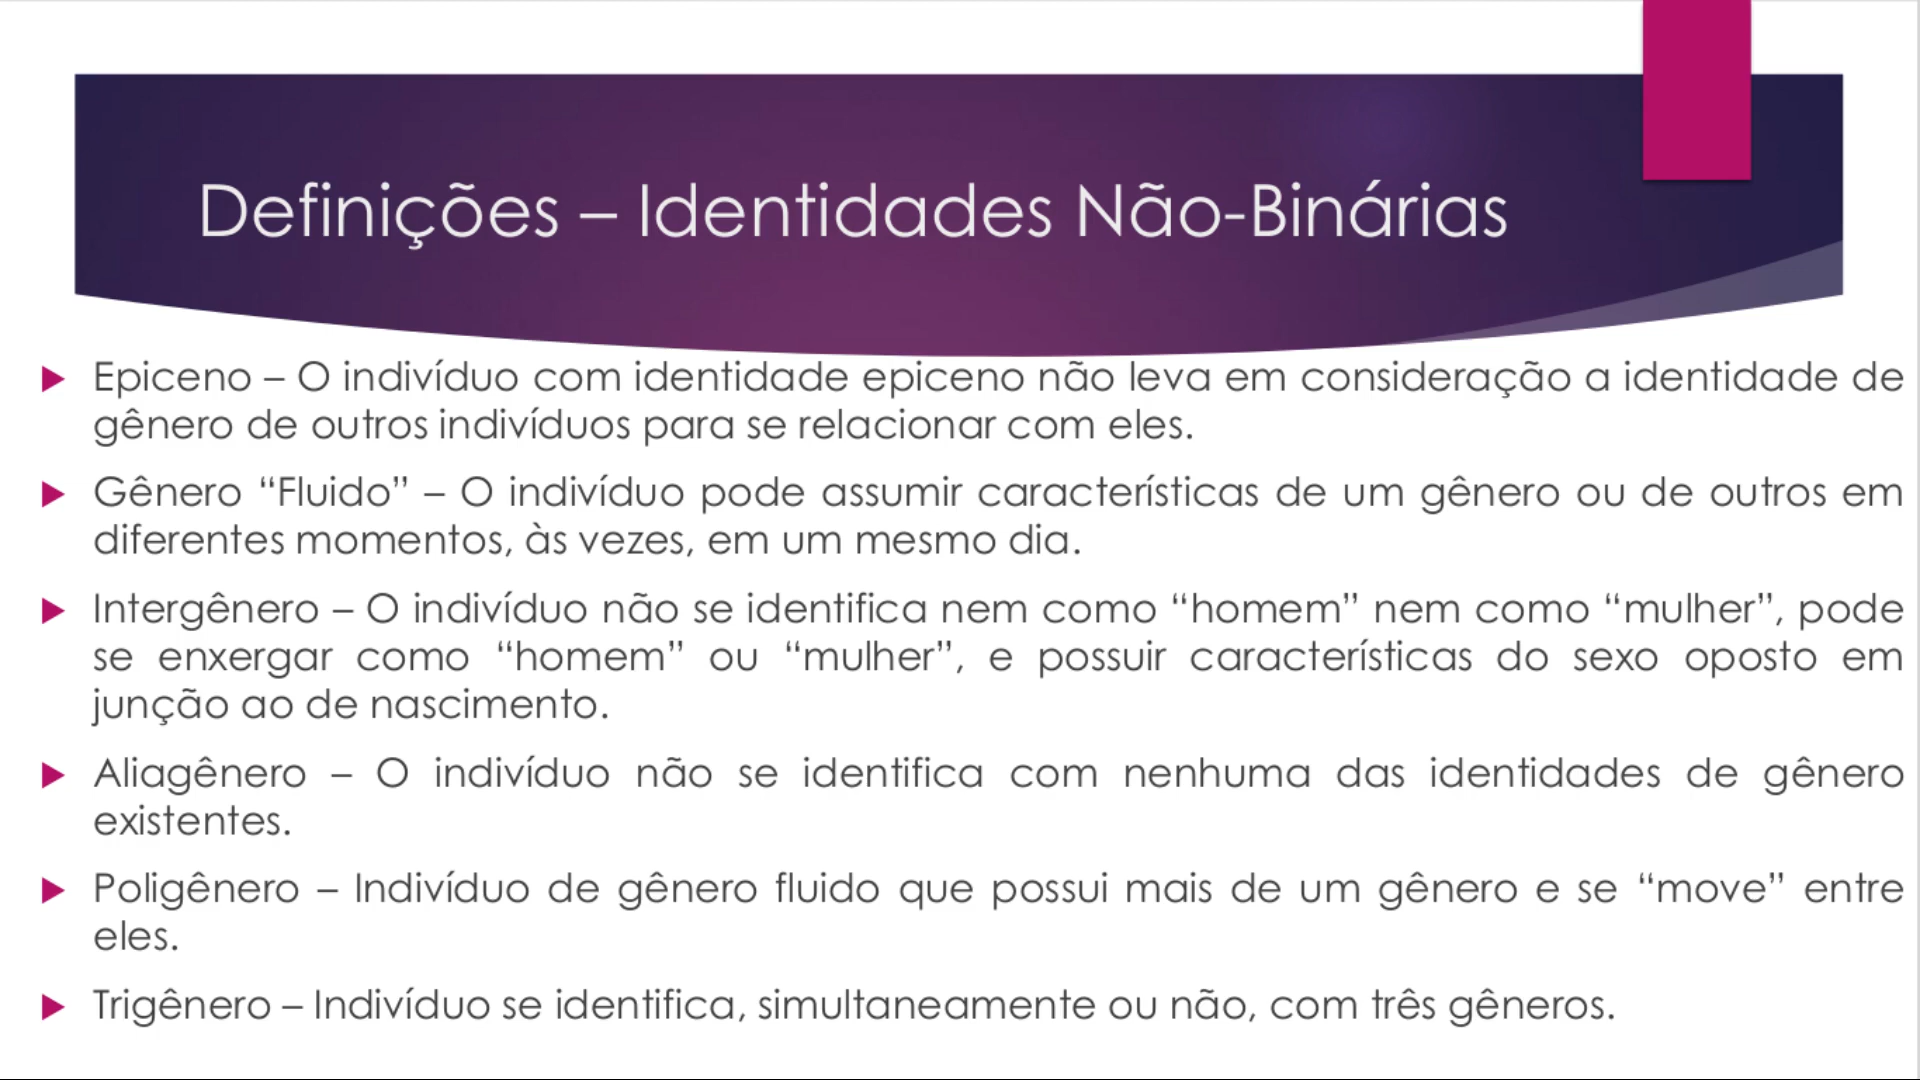 Definições – Identidades Não-Binárias
Epiceno – O indivíduo com identidade epiceno não leva em consideração a identidade de
gênero de outros indivíduos para se relacionar com eles.
Gênero “Fluido” – O indivíduo pode assumir características de um gênero ou de outros em
diferentes momentos, às vezes, em um mesmo dia.
Intergênero – O indivíduo não se identifica nem como “homem” nem como “mulher”, pode
se enxergar como “homem” ou “mulher”, e possuir características do sexo oposto em
junção ao de nascimento.
Aliagênero – O indivíduo não se identifica com nenhuma das identidades de gênero
existentes.
Poligênero – Indivíduo de gênero fluido que possui mais de um gênero e se “move” entre
eles.
Trigênero – Indivíduo se identifica, simultaneamente ou não, com três gêneros.